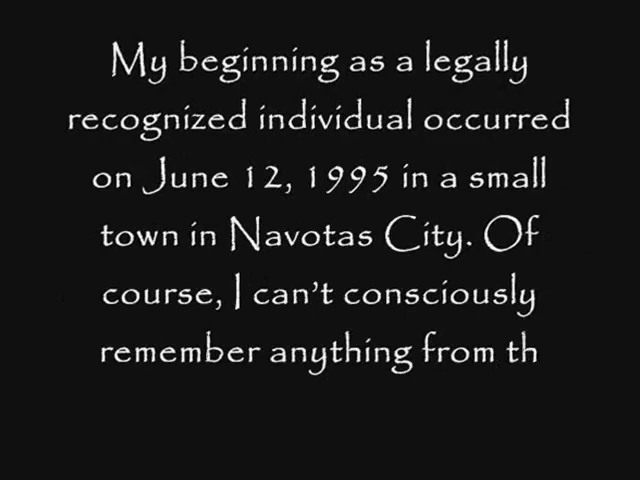 My beginning as a legally
recognized individual occurred
on June 12, 1995 in a small
town in Navotas City. Of
course, I can't consciously
remember anything from th